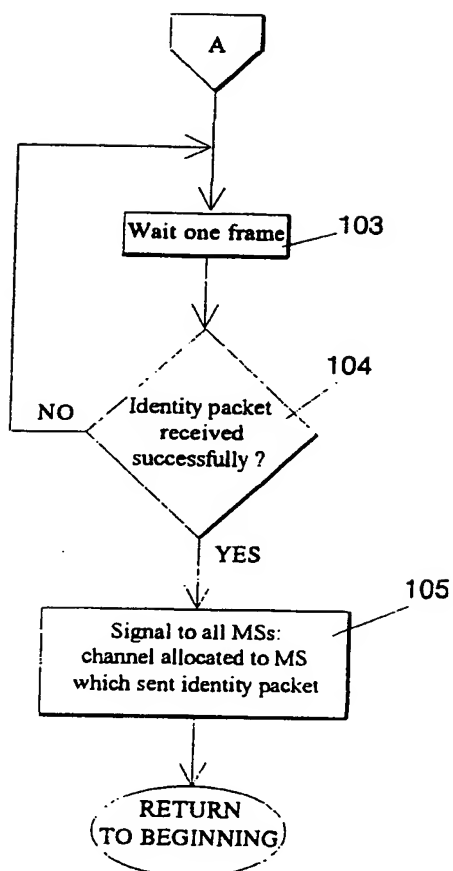 A
Wait one frame
103
104
Identity packet
received
successfully ?
NO
YES
105
Signal to all MSs:
channel allocated to MS
which sent identity packet
RETURN
TO BEGINNING